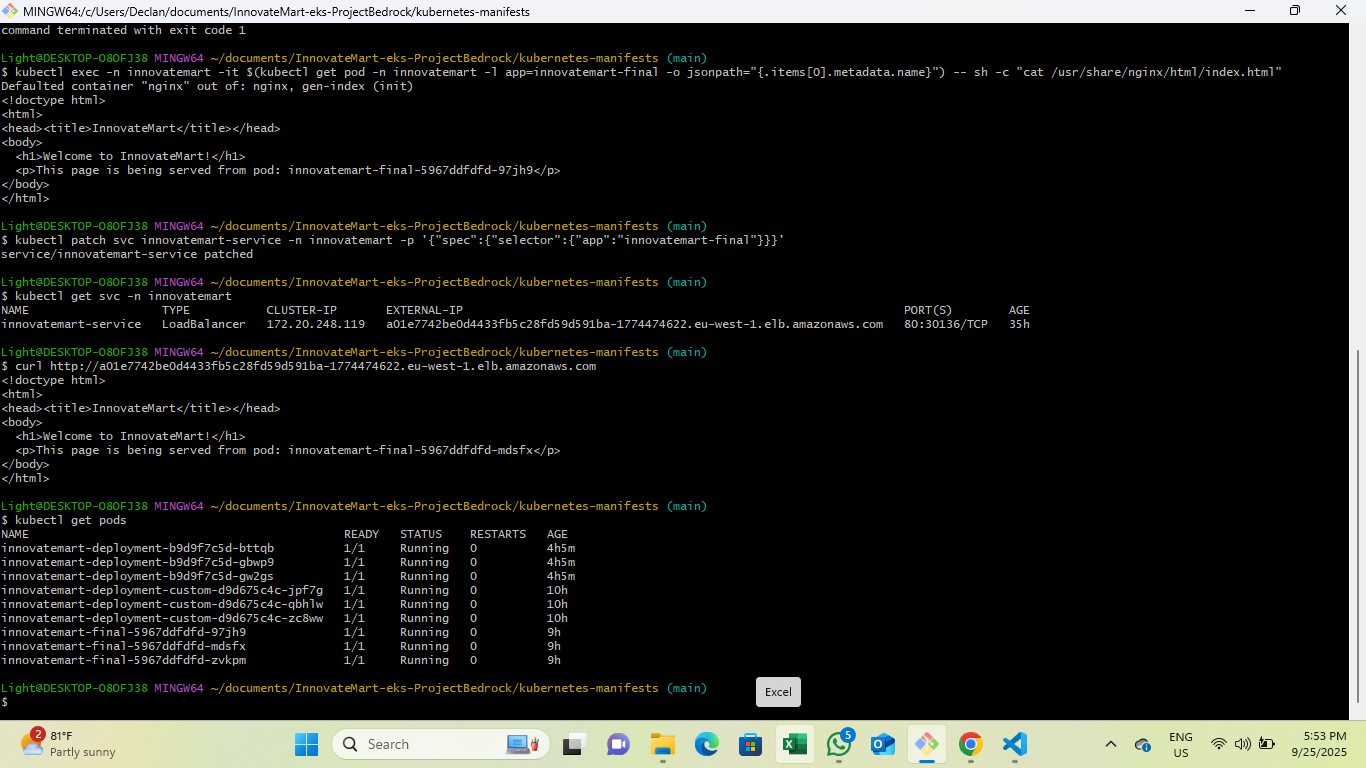 MINGW64:/c/Users/Declan/documents/InnovateMart-eks-ProjectBedrock/kubernetes-manifests
command terminated with exit code 1
Light@DESKTOP-O8OFJ38 MINGW64 ~/documents/InnovateMart-eks-ProjectBedrock/kubernetes-manifests (main)
$ kubectl exec -n innovatemart -it $(kubectl get pod -n innovatemart -l app=innovatemart-final -o jsonpath="{.items[0].metadata.name}") -- sh -c "cat /usr/share/nginx/html/index.html"
Defaulted container "nginx" out of: nginx, gen-index (init)
<!doctype html>
<html>
<head><title>InnovateMart</title></head>
<body>
  <h1>Welcome to InnovateMart!</h1>
  <p>This page is being served from pod: innovatemart-final-5967ddfdfd-97jh9</p>
</body>
</html>
Light@DESKTOP-O8OFJ38 MINGW64 ~/documents/InnovateMart-eks-ProjectBedrock/kubernetes-manifests (main)
$ kubectl patch svc innovatemart-service -n innovatemart -p '{"spec":{"selector":{"app":"innovatemart-final"}}}'
service/innovatemart-service patched
Light@DESKTOP-O8OFJ38 MINGW64 ~/documents/InnovateMart-eks-ProjectBedrock/kubernetes-manifests (main)
$ kubectl get svc -n innovatemart
NAME TYPE CLUSTER-IP EXTERNAL-IP PORT(S) AGE
innovatemart-service LoadBalancer 172.20.248.119 a01e7742be0d4433fb5c28fd59d591ba-1774474622.eu-west-1.elb.amazonaws.com 80:30136/TCP 35h
Light@DESKTOP-O8OFJ38 MINGW64 ~/documents/InnovateMart-eks-ProjectBedrock/kubernetes-manifests (main)
$ curl http://a01e7742be0d4433fb5c28fd59d591ba-1774474622.eu-west-1.elb.amazonaws.com
<!doctype html>
<html>
<head><title>InnovateMart</title></head>
<body>
  <h1>Welcome to InnovateMart!</h1>
  <p>This page is being served from pod: innovatemart-final-5967ddfdfd-mdsfx</p>
</body>
</html>
Light@DESKTOP-O8OFJ38 MINGW64 ~/documents/InnovateMart-eks-ProjectBedrock/kubernetes-manifests (main)
$ kubectl get pods
NAME READY STATUS RESTARTS AGE
innovatemart-deployment-b9d9f7c5d-bttqb 1/1 Running 0 4h5m
innovatemart-deployment-b9d9f7c5d-gbwp9 1/1 Running 0 4h5m
innovatemart-deployment-b9d9f7c5d-gw2gs 1/1 Running 0 4h5m
innovatemart-deployment-custom-d9d675c4c-jpf7g 1/1 Running 0 10h
innovatemart-deployment-custom-d9d675c4c-qbhlw 1/1 Running 0 10h
innovatemart-deployment-custom-d9d675c4c-zc8ww 1/1 Running 0 10h
innovatemart-final-5967ddfdfd-97jh9 1/1 Running 0 9h
innovatemart-final-5967ddfdfd-mdsfx 1/1 Running 0 9h
innovatemart-final-5967ddfdfd-zvkpm 1/1 Running 0 9h
Light@DESKTOP-O8OFJ38 MINGW64 ~/documents/InnovateMart-eks-ProjectBedrock/kubernetes-manifests (main)
$
Excel
2
81°F
Partly sunny
Search
5
ENG
US
5:53 PM
9/25/2025